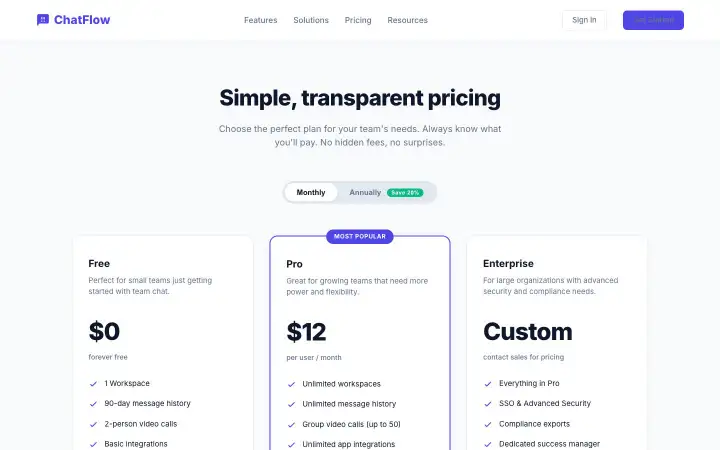 ChatFlow
Features Solutions Pricing Resources
Sign In
Simple, transparent pricing
Choose the perfect plan for your team's needs. Always know what
you'll pay. No hidden fees, no surprises.
Monthly Annually Save 20%
Free
Perfect for small teams just getting
started with team chat.
$0
forever free
1 Workspace
90-day message history
2-person video calls
Basic integrations
MOST POPULAR
Pro
Great for growing teams that need more
power and flexibility.
$12
per user / month
Unlimited workspaces
Unlimited message history
Group video calls (up to 50)
Unlimited app integrations
Enterprise
For large organizations with advanced
security and compliance needs.
Custom
contact sales for pricing
Everything in Pro
SSO & Advanced Security
Compliance exports
Dedicated success manager